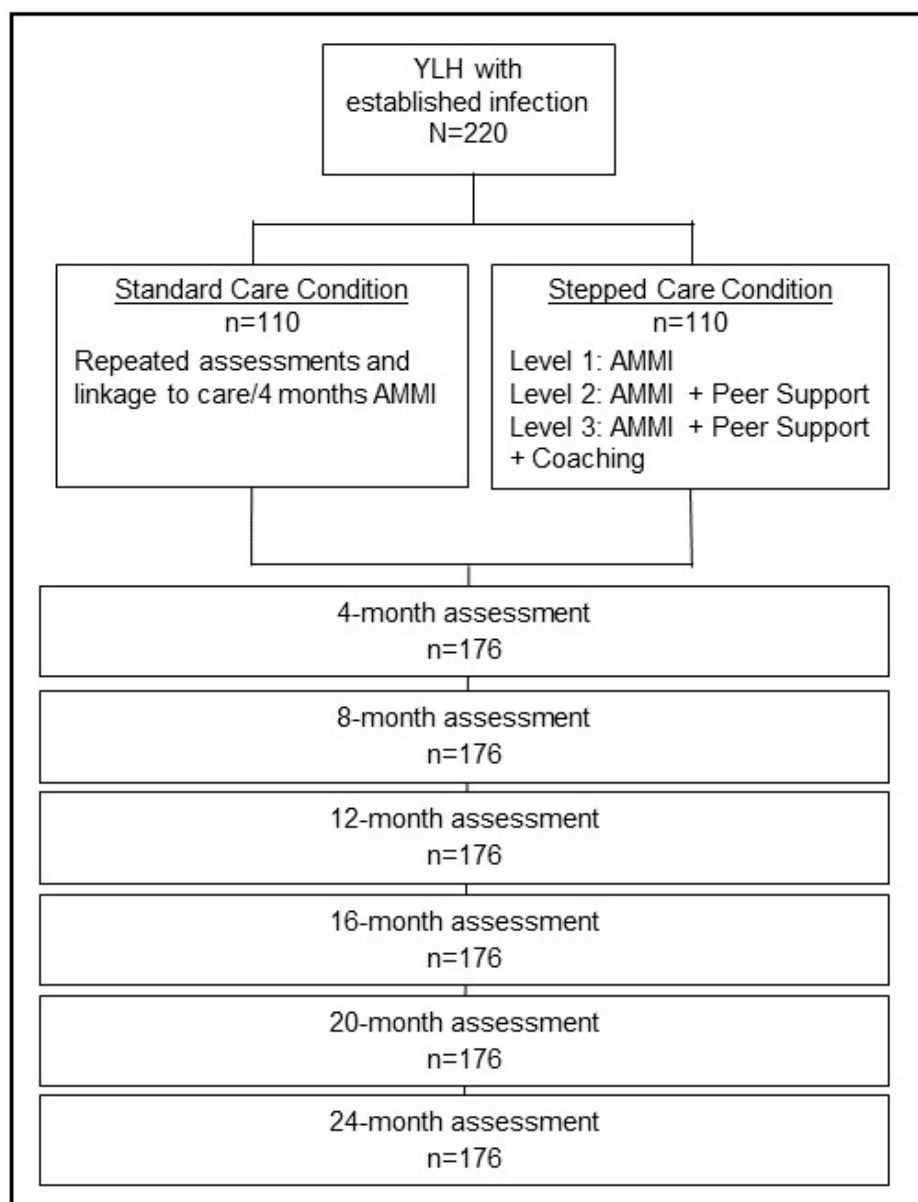 YLH with
established infection
N=220
Standard Care Condition
n=110
Repeated assessments and
linkage to care/4 months AMMI
Stepped Care Condition
n=110
Level 1: AMMI
Level 2: AMMI + Peer Support
Level 3: AMMI + Peer Support
+ Coaching
4-month assessment
n=176
8-month assessment
n=176
12-month assessment
n=176
16-month assessment
n=176
20-month assessment
n=176
24-month assessment
n=176